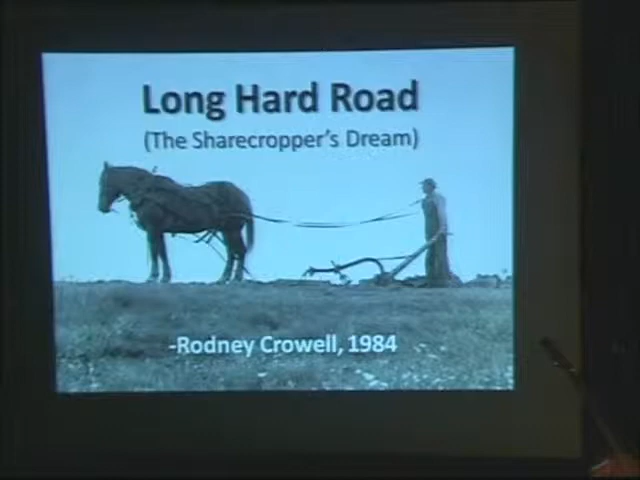 Long Hard Road
(The Sharecropper's Dream)
-Rodney Crowell, 1984